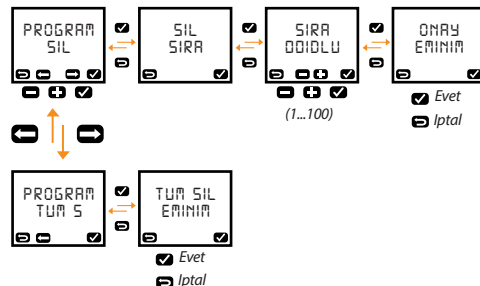 PROGRAM
SIL
SIL
SIRA
SIRA
001DLU
ONAY
EMINIM
(1...100)
Evet
Iptal
PROGRAM
TUM S
TUM SIL
EMINIM
Evet
Iptal